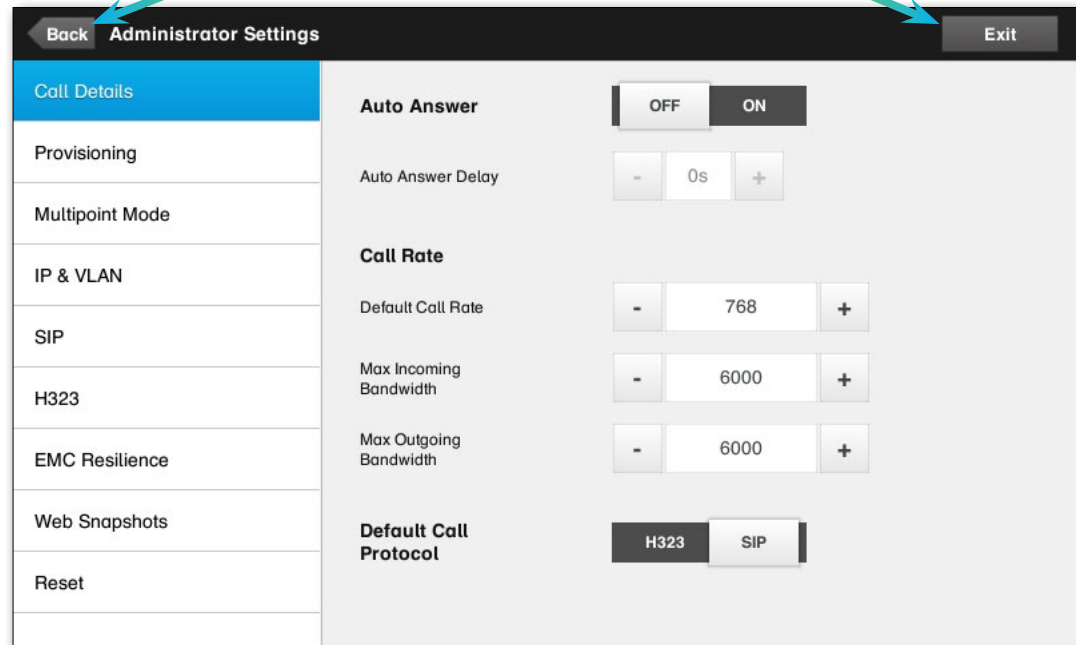 Back Administrator Settings Exit
Call Details
Provisioning
Multipoint Mode
IP & VLAN
SIP
H323
EMC Resilience
Web Snapshots
Reset
Auto Answer OFF ON
Auto Answer Delay - 0s +
Call Rate
Default Call Rate - 768 +
Max Incoming
Bandwidth - 6000 +
Max Outgoing
Bandwidth - 6000 +
Default Call
Protocol H323 SIP